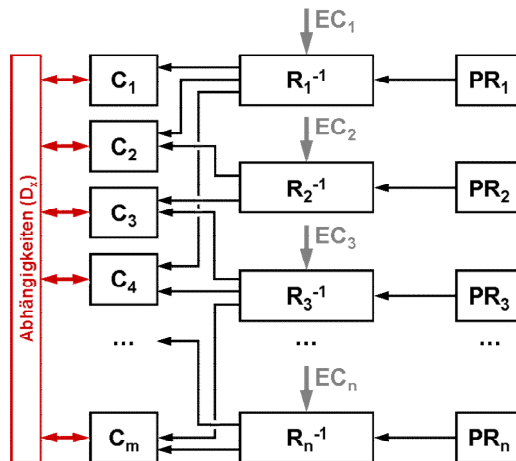 EC₁
C₁ R₁⁻¹ PR₁
EC₂
C₂
R₂⁻¹ PR₂
C₃
EC₃
C₄
R₃⁻¹ PR₃
... ... ...
ECₙ
Cₘ Rₙ⁻¹ PRₙ
Abhängigkeiten (Dₓ)